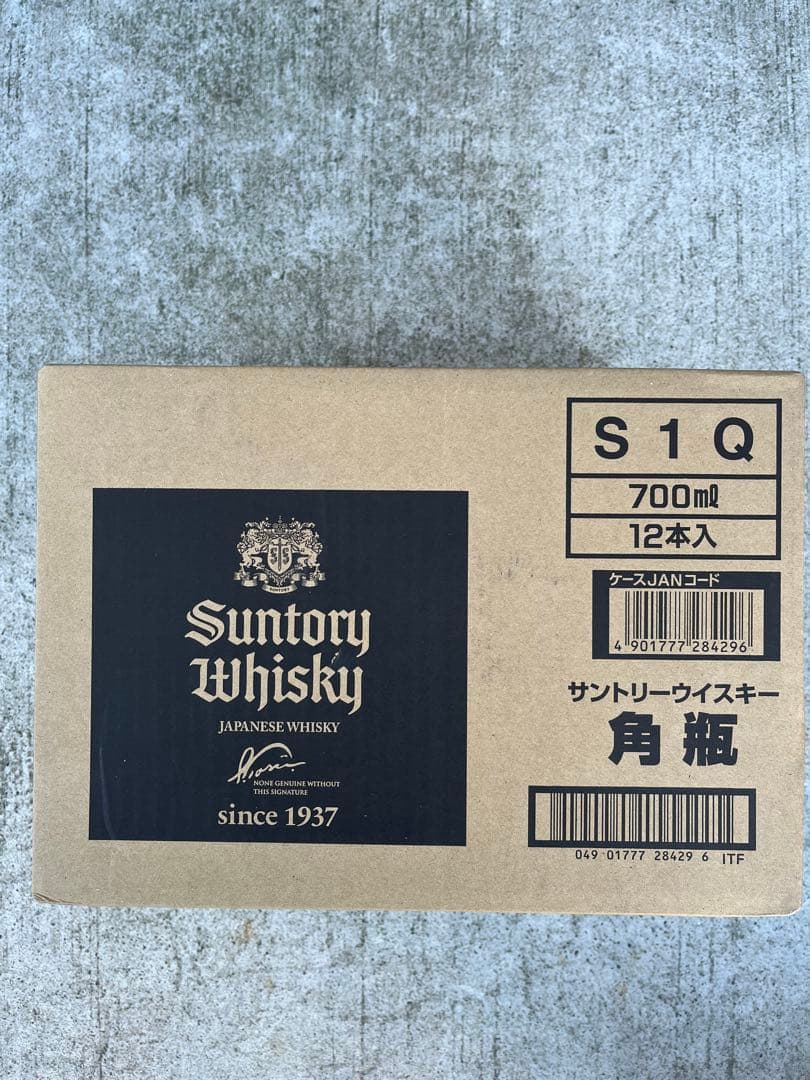 SUNTORY
Suntory
Whisky
JAPANESE WHISKY
NONE GENUINE WITHOUT
THIS SIGNATURE
since 1937
S 1 Q
700㎖
12本入
ケースJANコード
4 901777 284296
サントリーウイスキー
角瓶
049 01777 28429 6 ITF